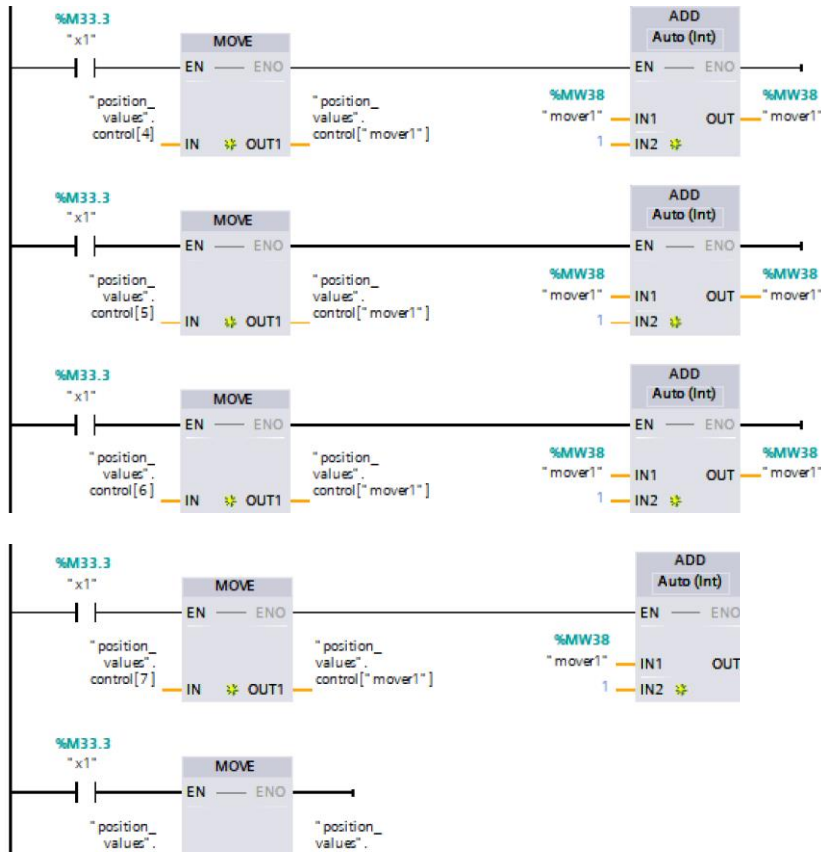 %M33.3
"x1"
MOVE
EN ENO
"position_
values".
control[4]
IN OUT1
"position_
values".
control["mover1"]
ADD
Auto (Int)
EN ENO
%MW38
"mover1"
IN1
1
IN2
OUT
%MW38
"mover1"
%M33.3
"x1"
MOVE
EN ENO
"position_
values".
control[5]
IN OUT1
"position_
values".
control["mover1"]
ADD
Auto (Int)
EN ENO
%MW38
"mover1"
IN1
1
IN2
OUT
%MW38
"mover1"
%M33.3
"x1"
MOVE
EN ENO
"position_
values".
control[6]
IN OUT1
"position_
values".
control["mover1"]
ADD
Auto (Int)
EN ENO
%MW38
"mover1"
IN1
1
IN2
OUT
%MW38
"mover1"
%M33.3
"x1"
MOVE
EN ENO
"position_
values".
control[7]
IN OUT1
"position_
values".
control["mover1"]
ADD
Auto (Int)
EN ENO
%MW38
"mover1"
IN1
1
IN2
OUT
%M33.3
"x1"
MOVE
EN ENO
"position_
values".
"position_
values".